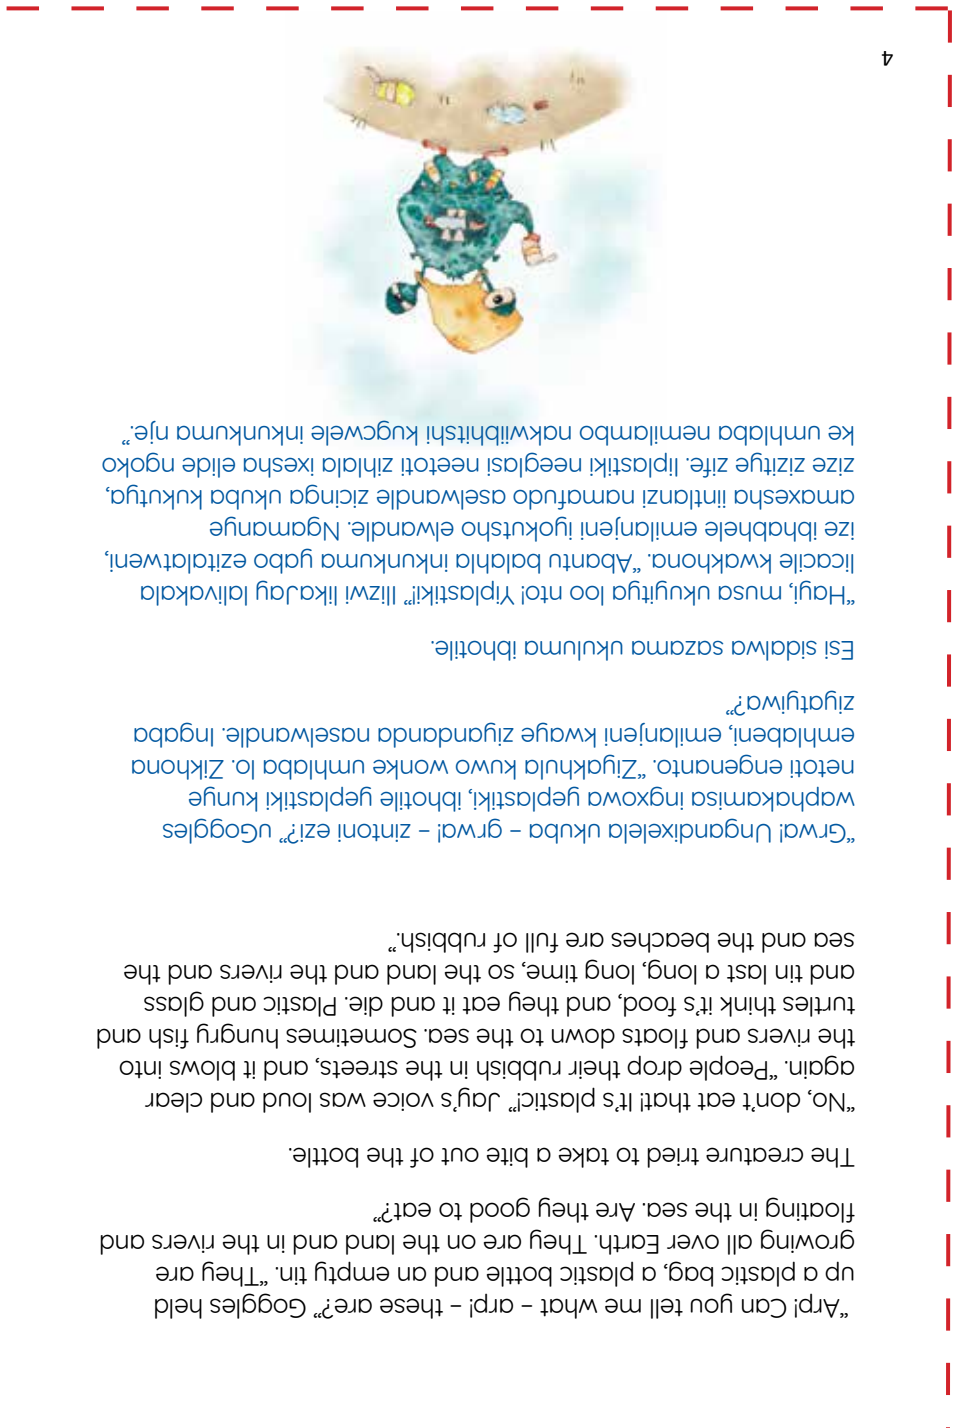 “Arp! Can you tell me what – arp! – these are?” Goggles held
up a plastic bag, a plastic bottle and an empty tin. “They are
growing all over Earth. They are on the land and in the rivers and
floating in the sea. Are they good to eat?”
The creature tried to take a bite out of the bottle.
“No, don’t eat that! It’s plastic!” Jay’s voice was loud and clear
again. “People drop their rubbish in the streets, and it blows into
the rivers and floats down to the sea. Sometimes hungry fish and
turtles think it’s food, and they eat it and die. Plastic and glass
and tin last a long, long time, so the land and the rivers and the
sea and the beaches are full of rubbish.”
“Grwa! Ungandixelela ukuba – grwa! – zintoni ezi?” uGoggles
waphakamisa ingxowa yeplastiki, ibhotile yeplastiki kunye
netoti engenanto. “Ziyakhula kuwo wonke umhlaba lo. Zikhona
emhlabeni, emilanjeni kwaye ziyandanda naselwandle. Ingaba
ziyatyiwa?”
Esi sidalwa sazama ukuluma ibhotile.
“Hayi, musa ukuyitya loo nto! Yiplastiki!” Ilizwi likaJay lalivakala
licacile kwakhona. “Abantu balahla inkunkuma yabo ezitalatweni,
ize ibhabhele emilanjeni iyokutsho elwandle. Ngamanye
amaxesha iintlanzi namafudo aselwandle zicinga ukuba kukutya,
zize zizitye zife. Iiplastiki neeglasi neetoti zihlala ixesha elide ngoko
ke umhlaba nemilambo nakwiibhitshi kugcwele inkunkuma nje.”
4